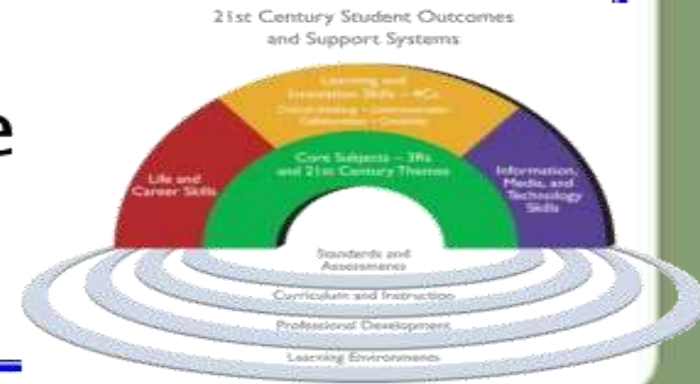 21st Century Student Outcomes
and Support Systems
e
Learning and
Innovation Skills – 4Cs
Critical thinking • Communication
Collaboration • Creativity
Core Subjects – 3Rs
and 21st Century Themes
Life and
Career Skills
Information,
Media, and
Technology
Skills
Standards and
Assessments
Curriculum and Instruction
Professional Development
Learning Environments